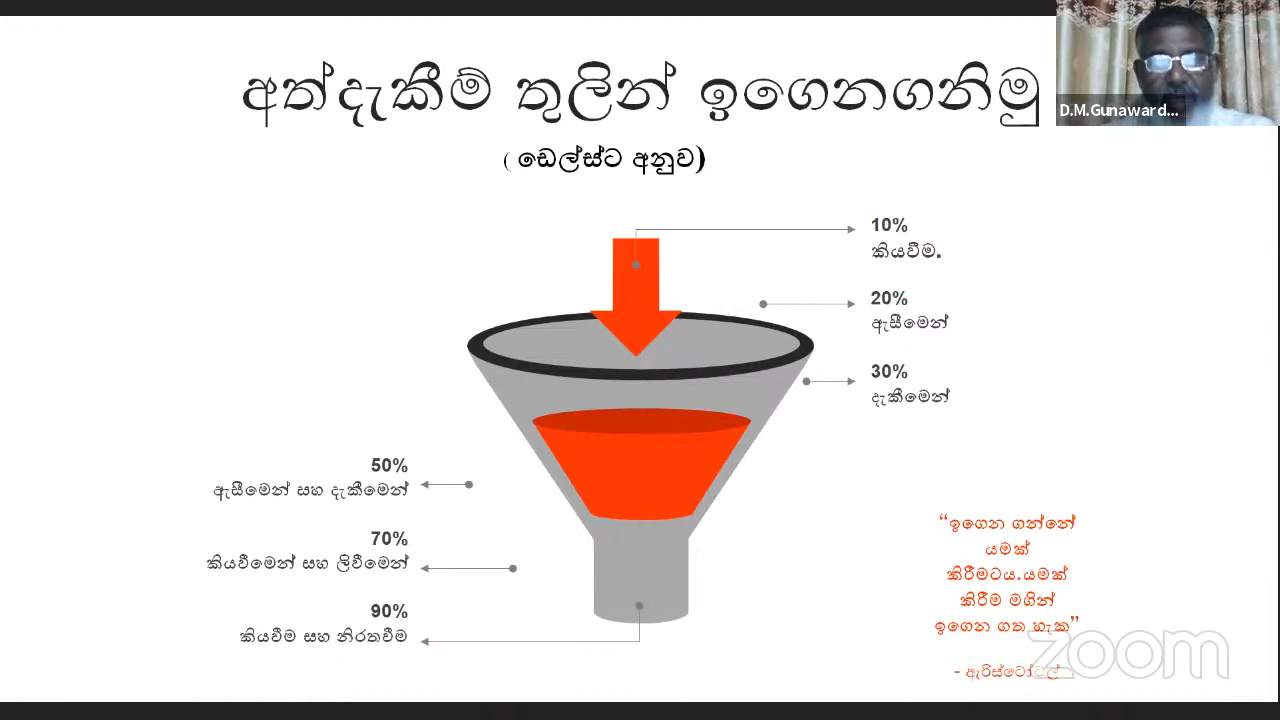 අත්දැකීම් තුලින් ඉගෙනගනිමු
( ඩෙල්ස්ට අනුව)
D.M.Gunaward...
10%
කියවීම.
20%
ඇසීමෙන්
30%
දැකීමෙන්
50%
ඇසීමෙන් සහ දැකීමෙන්
70%
කියවීමෙන් සහ ලිවීමෙන්
90%
කියවීම සහ නිරතවීම
“ඉගෙන ගන්නේ
යමක්
කිරීමටය.යමක්
කිරීම මගින්
ඉගෙන ගත හැක”
- ඇරිස්ටෝටල්
zoom